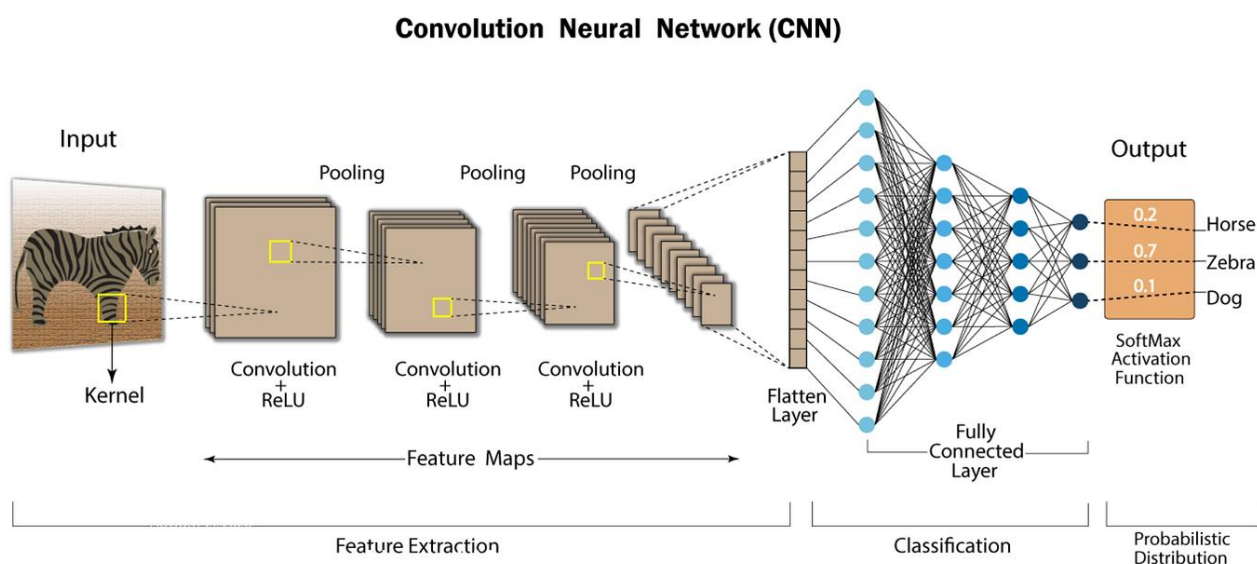 Convolution Neural Network (CNN)
Input
Kernel
Pooling
Pooling
Pooling
Convolution
+
ReLU
Convolution
+
ReLU
Convolution
+
ReLU
Feature Maps
Flatten
Layer
Fully
Connected
Layer
Output
0.2
Horse
0.7
Zebra
0.1
Dog
SoftMax
Activation
Function
Feature Extraction
Classification
Probabilistic
Distribution